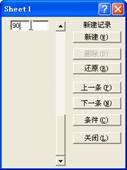 Sheet1
90
新建记录
新建(W)
删除(D)
还原(R)
上一条(P)
下一条(N)
条件(C)
关闭(L)